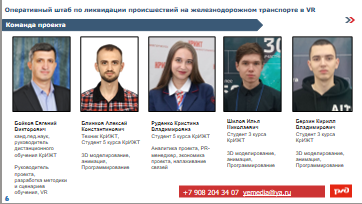 Оперативный штаб по ликвидации происшествий на железнодорожном транспорте в VR
Команда проекта
Бойков Евгений
Викторович
канд.пед.наук,
руководитель
дистанционного
обучения КрИЖТ
Руководитель
проекта,
разработка методики
и сценариев
обучения, VR
Блинков Алексей
Константинович
Техник КрИЖТ,
Студент 5 курса КрИЖТ
3D моделирование,
анимация,
Программирование
Руденко Кристина
Владимировна
Студент 5 курса КрИЖТ
Аналитика проекта, PR-
менеджер, экономика
проекта, налаживание
связей
Шилов Илья
Николаевич
Студент 3 курса
КрИЖТ
3D моделирование,
анимация,
Программирование
Березин Кирилл
Владимирович
Студент 3 курса
КрИЖТ
3D моделирование,
анимация,
Программирование
+7 908 204 34 07 vemedia@ya.ru
6